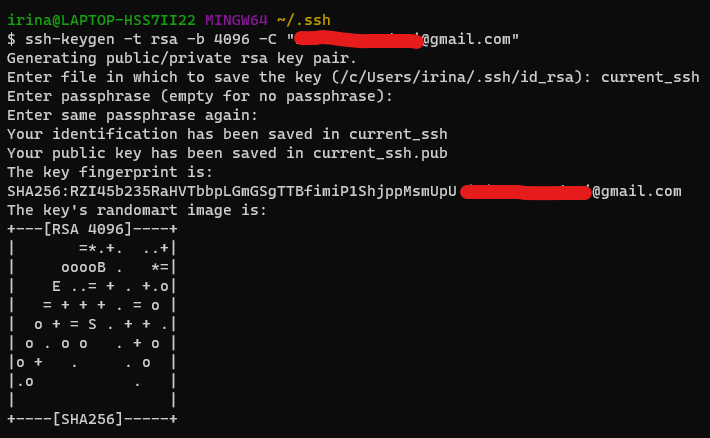 irina@LAPTOP-HSS7II22 MINGW64 ~/.ssh
$ ssh-keygen -t rsa -b 4096 -C "@gmail.com"
Generating public/private rsa key pair.
Enter file in which to save the key (/c/Users/irina/.ssh/id_rsa): current_ssh
Enter passphrase (empty for no passphrase):
Enter same passphrase again:
Your identification has been saved in current_ssh
Your public key has been saved in current_ssh.pub
The key fingerprint is:
SHA256:RZI45b235RaHVTbbpLGmGSgTTBfimiP1ShjppMsmUpU @gmail.com
The key's randomart image is:
+---[RSA 4096]----+
|       =*.+.  ..+|
|     ooooB .   *=|
|    E ..= + . +.o|
|   = + + + . = o |
|  o + = S . + + .|
| o . o o   . + o |
|o +   .     . o  |
|.o           .   |
|                 |
+----[SHA256]-----+